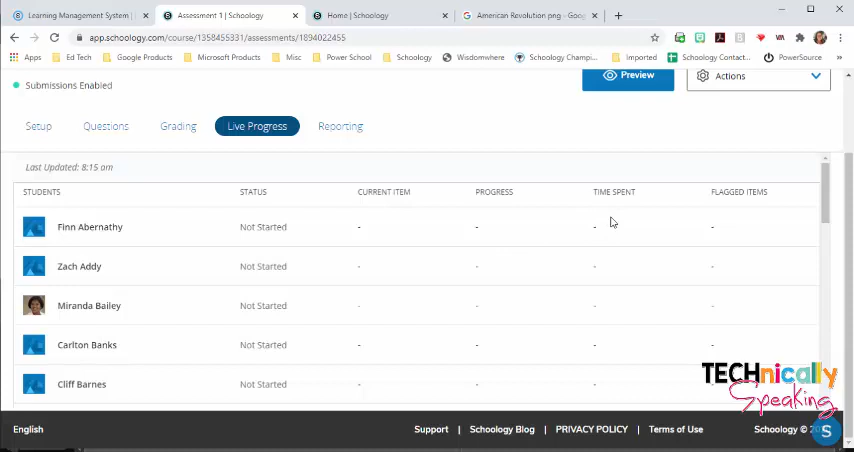 Learning Management System |
Assessment 1 | Schoology
Home | Schoology
American Revolution png - Goog
app.schoology.com/course/1358455331/assessments/1894022455
Apps
Ed Tech
Google Products
Microsoft Products
Power School
Misc
Schoology
Wisdomwhere
Schoology Champi...
Imported
Schoology Contact...
PowerSource
»
Submissions Enabled
Preview
Actions
Setup
Questions
Grading
Live Progress
Reporting
Last Updated: 8:15 am
STUDENTS STATUS CURRENT ITEM PROGRESS TIME SPENT FLAGGED ITEMS
Finn Abernathy Not Started - - - -
Zach Addy Not Started - - - -
Miranda Bailey Not Started - - - -
Carlton Banks Not Started - - - -
Cliff Barnes Not Started - - - -
TECHnically
Speaking
English
Support | Schoology Blog | PRIVACY POLICY | Terms of Use
Schoology © 20
S